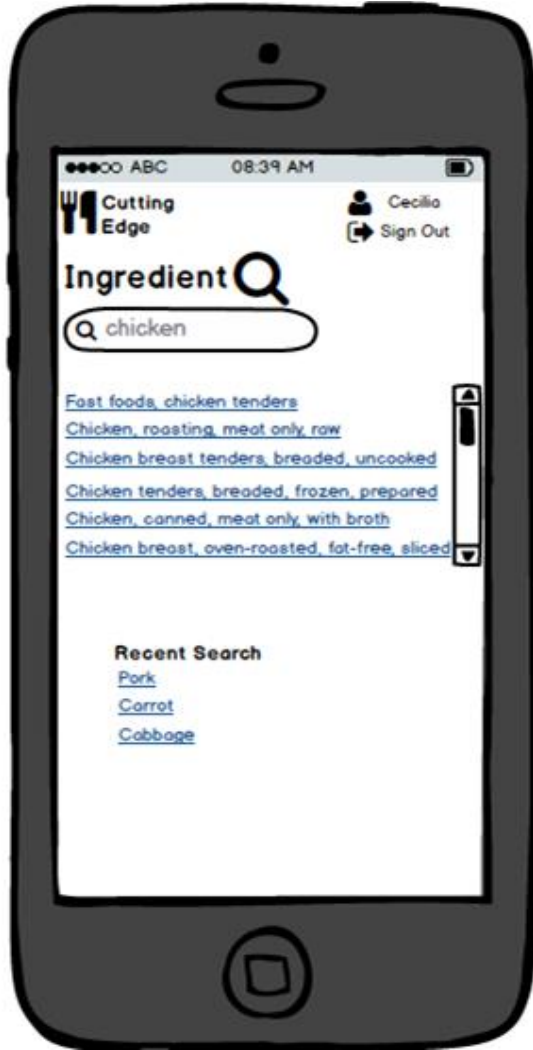 ABC 08:39 AM
Cutting
Edge
Cecilia
Sign Out
Ingredient
chicken
Fast foods, chicken tenders
Chicken, roasting, meat only, raw
Chicken breast tenders, breaded, uncooked
Chicken tenders, breaded, frozen, prepared
Chicken, canned, meat only, with broth
Chicken breast, oven-roasted, fat-free, sliced
Recent Search
Pork
Carrot
Cabbage